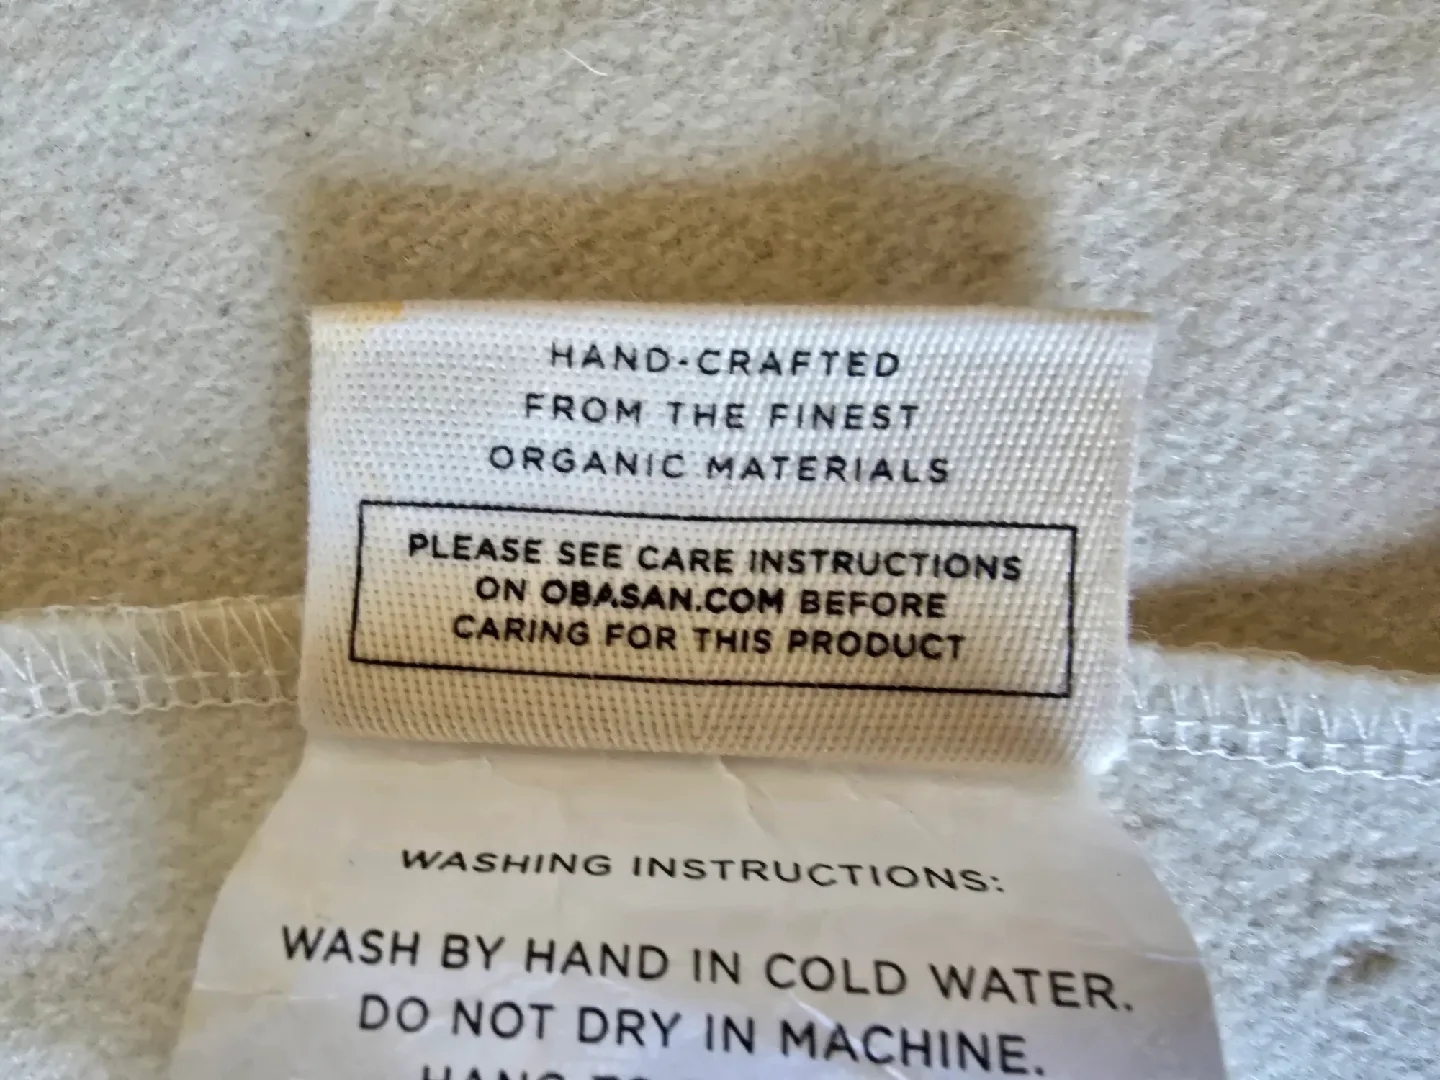 HAND-CRAFTED
FROM THE FINEST
ORGANIC MATERIALS
PLEASE SEE CARE INSTRUCTIONS
ON OBASAN.COM BEFORE
CARING FOR THIS PRODUCT
WASHING INSTRUCTIONS:
WASH BY HAND IN COLD WATER.
DO NOT DRY IN MACHINE.
HANG